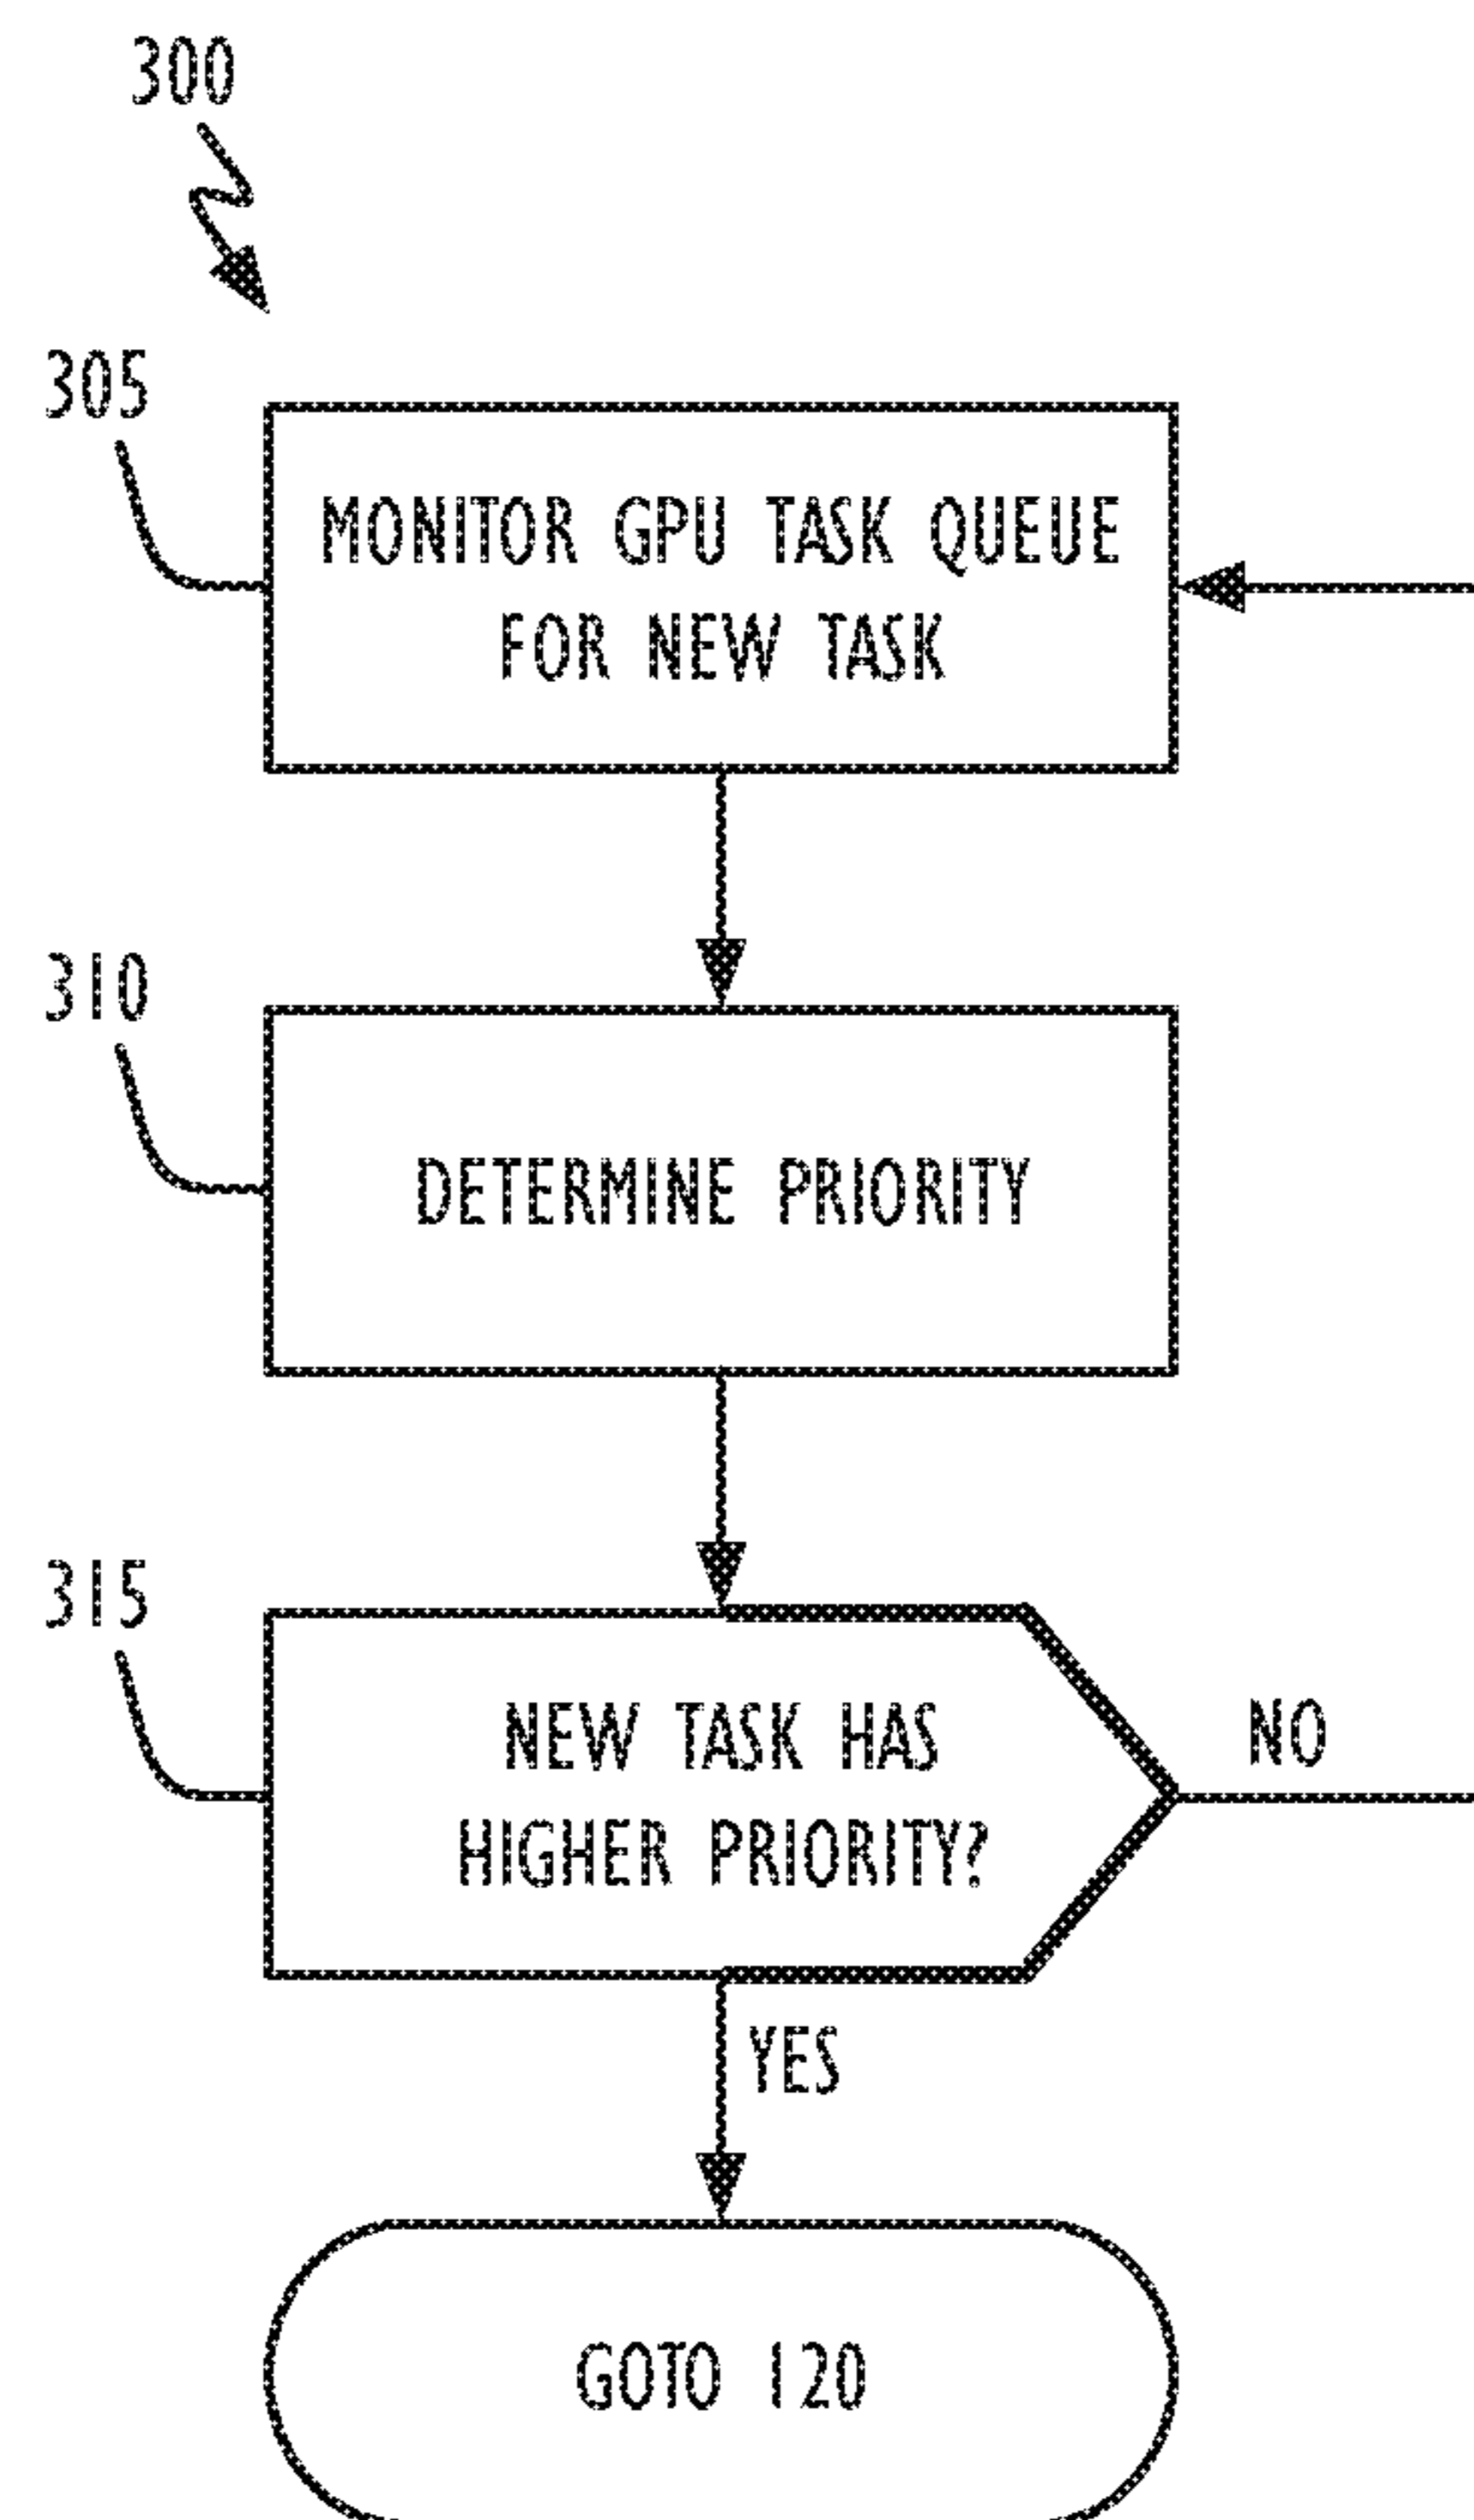 300
305
MONITOR GPU TASK QUEUE
FOR NEW TASK
310
DETERMINE PRIORITY
315
NEW TASK HAS
HIGHER PRIORITY?
NO
YES
GOTO 120